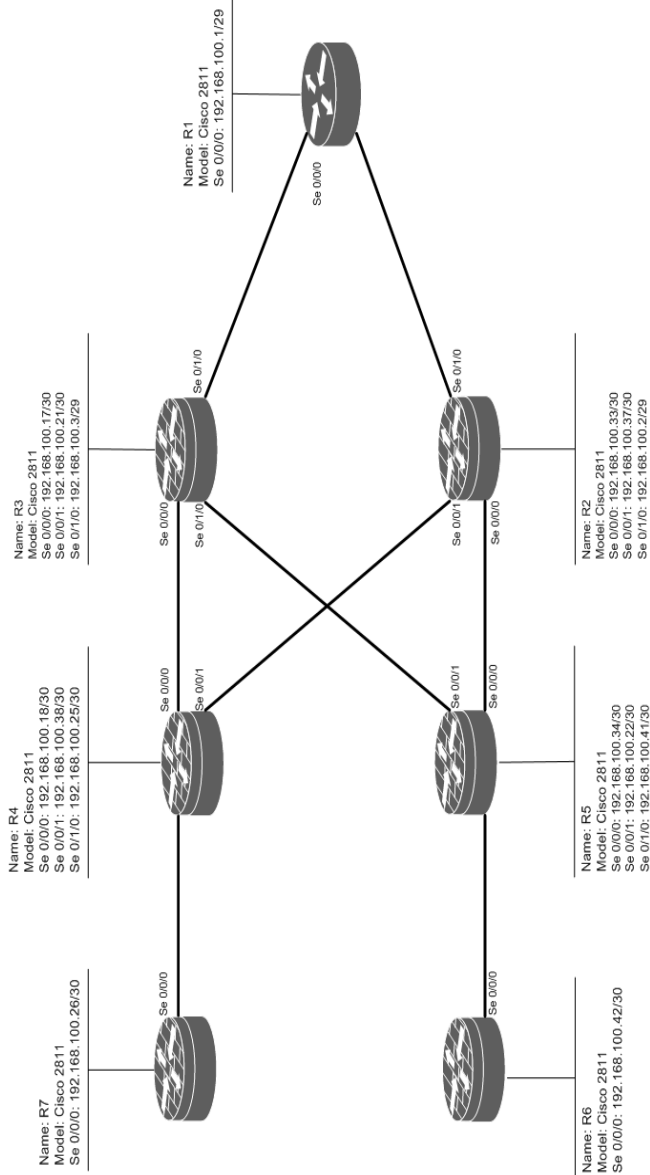 Name: R1
Model: Cisco 2811
Se 0/0/0: 192.168.100.1/29
Se 0/0/0
Name: R3
Model: Cisco 2811
Se 0/0/0: 192.168.100.17/30
Se 0/0/1: 192.168.100.21/30
Se 0/1/0: 192.168.100.3/29
Se 0/1/0
Se 0/0/0
Se 0/1/0
Se 0/1/0
Se 0/0/1
Se 0/0/0
Name: R2
Model: Cisco 2811
Se 0/0/0: 192.168.100.33/30
Se 0/0/1: 192.168.100.37/30
Se 0/1/0: 192.168.100.2/29
Name: R4
Model: Cisco 2811
Se 0/0/0: 192.168.100.18/30
Se 0/0/1: 192.168.100.38/30
Se 0/1/0: 192.168.100.25/30
Se 0/0/0
Se 0/0/1
Se 0/0/1
Se 0/0/0
Name: R5
Model: Cisco 2811
Se 0/0/0: 192.168.100.34/30
Se 0/0/1: 192.168.100.22/30
Se 0/1/0: 192.168.100.41/30
Name: R7
Model: Cisco 2811
Se 0/0/0: 192.168.100.26/30
Se 0/0/0
Se 0/0/0
Name: R6
Model: Cisco 2811
Se 0/0/0: 192.168.100.42/30